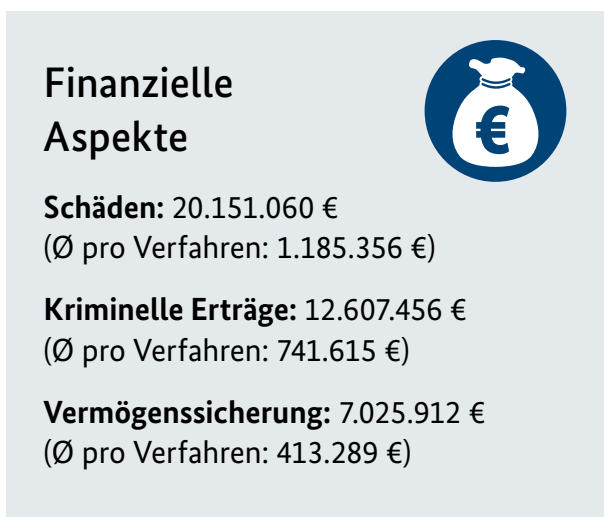 Finanzielle
Aspekte
€
Schäden: 20.151.060 €
(Ø pro Verfahren: 1.185.356 €)
Kriminelle Erträge: 12.607.456 €
(Ø pro Verfahren: 741.615 €)
Vermögenssicherung: 7.025.912 €
(Ø pro Verfahren: 413.289 €)